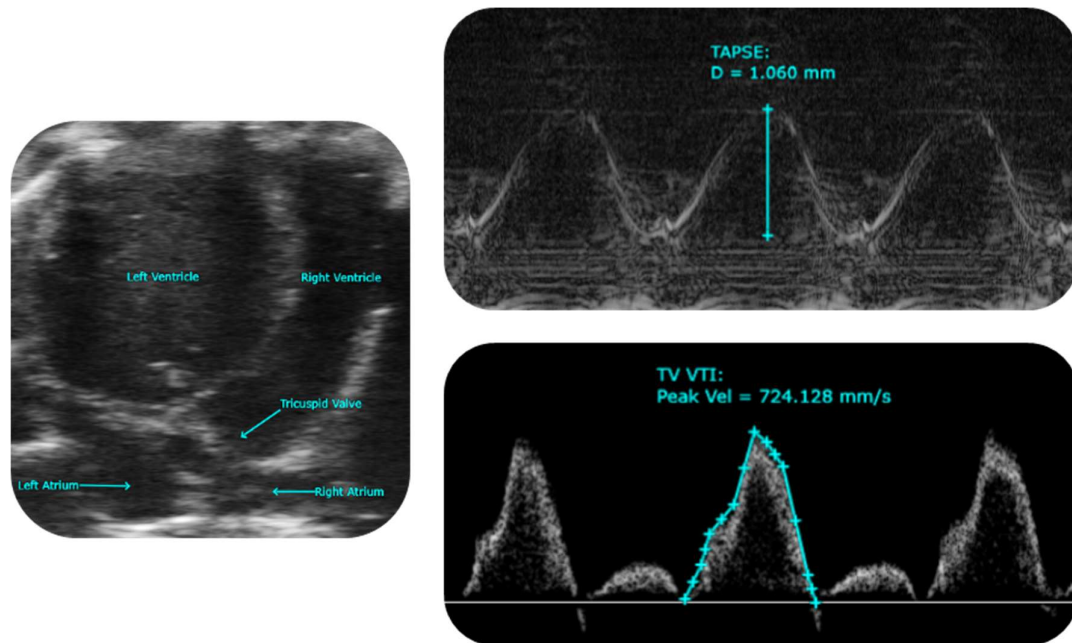 Left Ventricle
Right Ventricle
Tricuspid Valve
Left Atrium
Right Atrium
TAPSE:
D = 1.060 mm
TV VTI:
Peak Vel = 724.128 mm/s